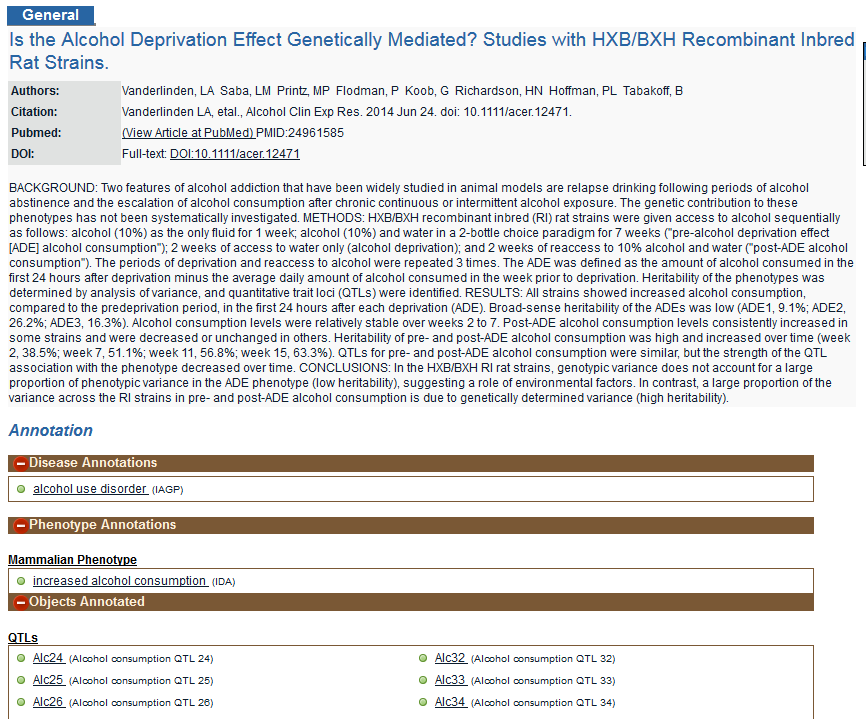 General
Is the Alcohol Deprivation Effect Genetically Mediated? Studies with HXB/BXH Recombinant Inbred
Rat Strains.
Authors: Vanderlinden, LA Saba, LM Printz, MP Flodman, P Koob, G Richardson, HN Hoffman, PL Tabakoff, B
Citation: Vanderlinden LA, etal., Alcohol Clin Exp Res. 2014 Jun 24. doi: 10.1111/acer.12471.
Pubmed: (View Article at PubMed) PMID:24961585
DOI: Full-text: DOI:10.1111/acer.12471
BACKGROUND: Two features of alcohol addiction that have been widely studied in animal models are relapse drinking following periods of alcohol
abstinence and the escalation of alcohol consumption after chronic continuous or intermittent alcohol exposure. The genetic contribution to these
phenotypes has not been systematically investigated. METHODS: HXB/BXH recombinant inbred (RI) rat strains were given access to alcohol sequentially
as follows: alcohol (10%) as the only fluid for 1 week; alcohol (10%) and water in a 2-bottle choice paradigm for 7 weeks ("pre-alcohol deprivation effect
[ADE] alcohol consumption"); 2 weeks of access to water only (alcohol deprivation); and 2 weeks of reaccess to 10% alcohol and water ("post-ADE alcohol
consumption"). The periods of deprivation and reaccess to alcohol were repeated 3 times. The ADE was defined as the amount of alcohol consumed in the
first 24 hours after deprivation minus the average daily amount of alcohol consumed in the week prior to deprivation. Heritability of the phenotypes was
determined by analysis of variance, and quantitative trait loci (QTLs) were identified. RESULTS: All strains showed increased alcohol consumption,
compared to the predeprivation period, in the first 24 hours after each deprivation (ADE). Broad-sense heritability of the ADEs was low (ADE1, 9.1%; ADE2,
26.2%; ADE3, 16.3%). Alcohol consumption levels were relatively stable over weeks 2 to 7. Post-ADE alcohol consumption levels consistently increased in
some strains and were decreased or unchanged in others. Heritability of pre- and post-ADE alcohol consumption was high and increased over time (week
2, 38.5%; week 7, 51.1%; week 11, 56.8%; week 15, 63.3%). QTLs for pre- and post-ADE alcohol consumption were similar, but the strength of the QTL
association with the phenotype decreased over time. CONCLUSIONS: In the HXB/BXH RI rat strains, genotypic variance does not account for a large
proportion of phenotypic variance in the ADE phenotype (low heritability), suggesting a role of environmental factors. In contrast, a large proportion of the
variance across the RI strains in pre- and post-ADE alcohol consumption is due to genetically determined variance (high heritability).
Annotation
Disease Annotations
alcohol use disorder (IAGP)
Phenotype Annotations
Mammalian Phenotype
increased alcohol consumption (IDA)
Objects Annotated
QTLs
Alc24 (Alcohol consumption QTL 24) Alc32 (Alcohol consumption QTL 32)
Alc25 (Alcohol consumption QTL 25) Alc33 (Alcohol consumption QTL 33)
Alc26 (Alcohol consumption QTL 26) Alc34 (Alcohol consumption QTL 34)